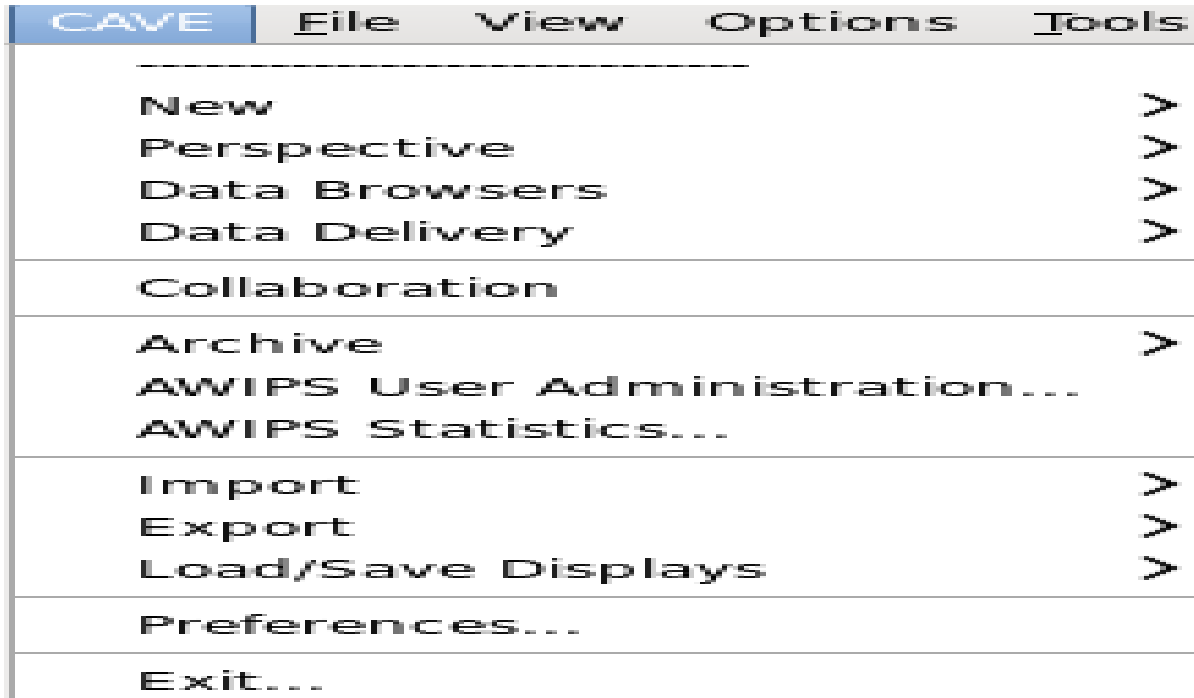 CAVE File View Options Tools
----------------------------
New >
Perspective >
Data Browsers >
Data Delivery >
Collaboration
Archive >
AWIPS User Administration...
AWIPS Statistics...
Import >
Export >
Load/Save Displays >
Preferences...
Exit...